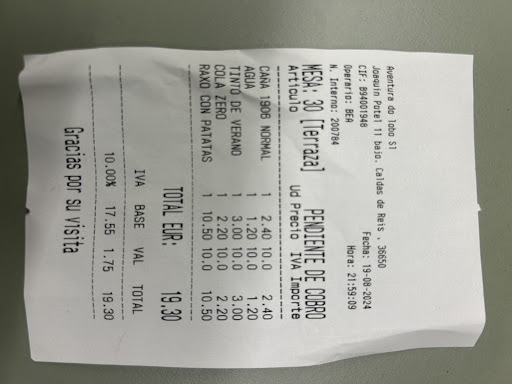 Aventura do lobo Sl
Joaquin Potel 11 bajo. Caldas de Reis , 36650
CIF: B94001948 Fecha: 19-08-2024
Operario: BEA Hora: 21:59:09
N. Interno: 200784
MESA: 30 [Terraza] PENDIENTE DE COBRO
Artículo Ud Precio IVA Importe
CAÑA 1906 NORMAL 1 2.40 10.0 2.40
AGUA 1 1.20 10.0 1.20
TINTO DE VERANO 1 3.00 10.0 3.00
COLA ZERO 1 2.20 10.0 2.20
RAXO CON PATATAS 1 10.50 10.0 10.50
TOTAL EUR: 19,30
IVA BASE VAL TOTAL
10.00% 17.55 1.75 19.30
Gracias por su visita